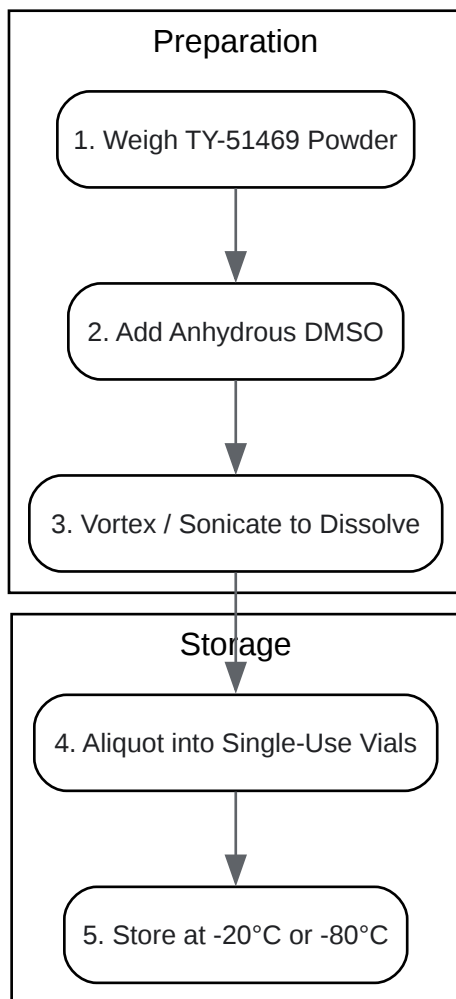 Preparation
1. Weigh TY-51469 Powder
2. Add Anhydrous DMSO
3. Vortex / Sonicate to Dissolve
Storage
4. Aliquot into Single-Use Vials
5. Store at -20°C or -80°C